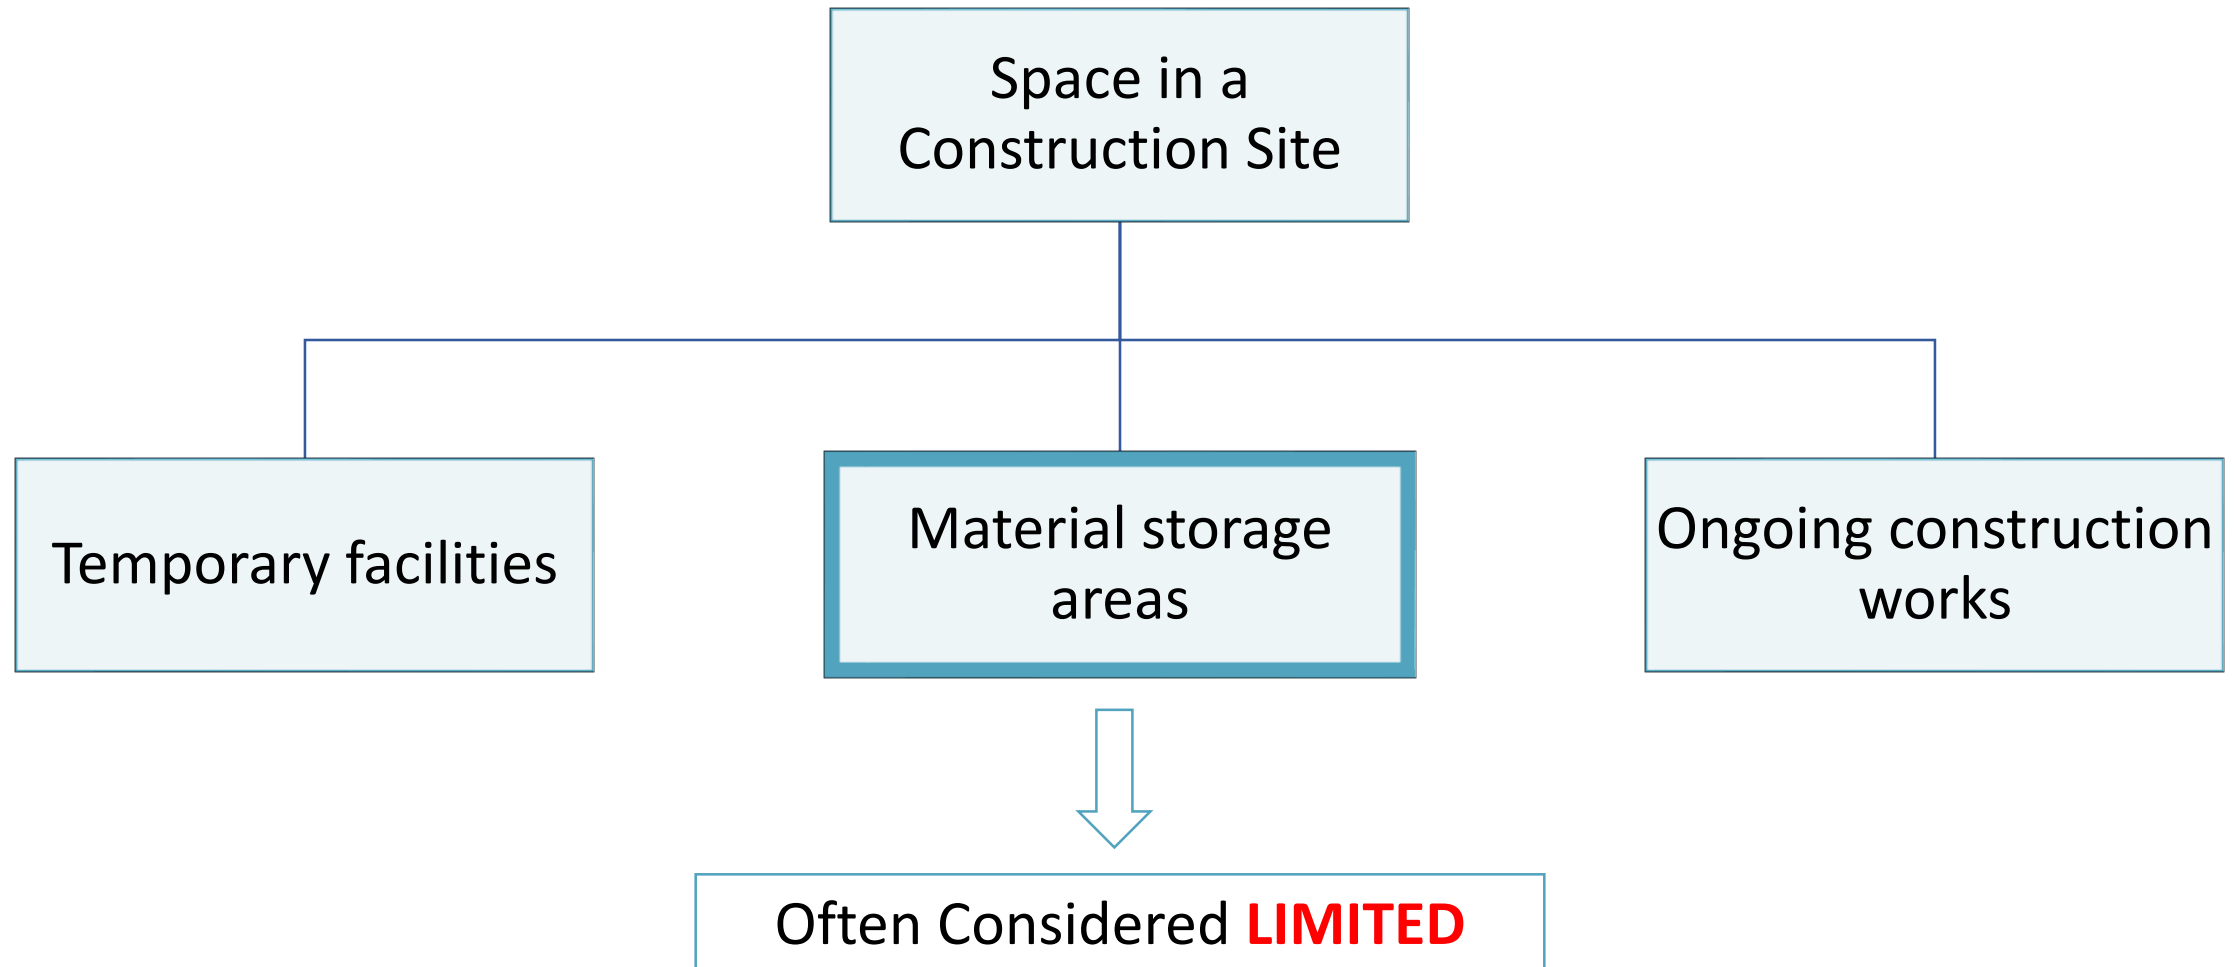 Space in a
Construction Site
Temporary facilities
Material storage
areas
Ongoing construction
works
Often Considered LIMITED